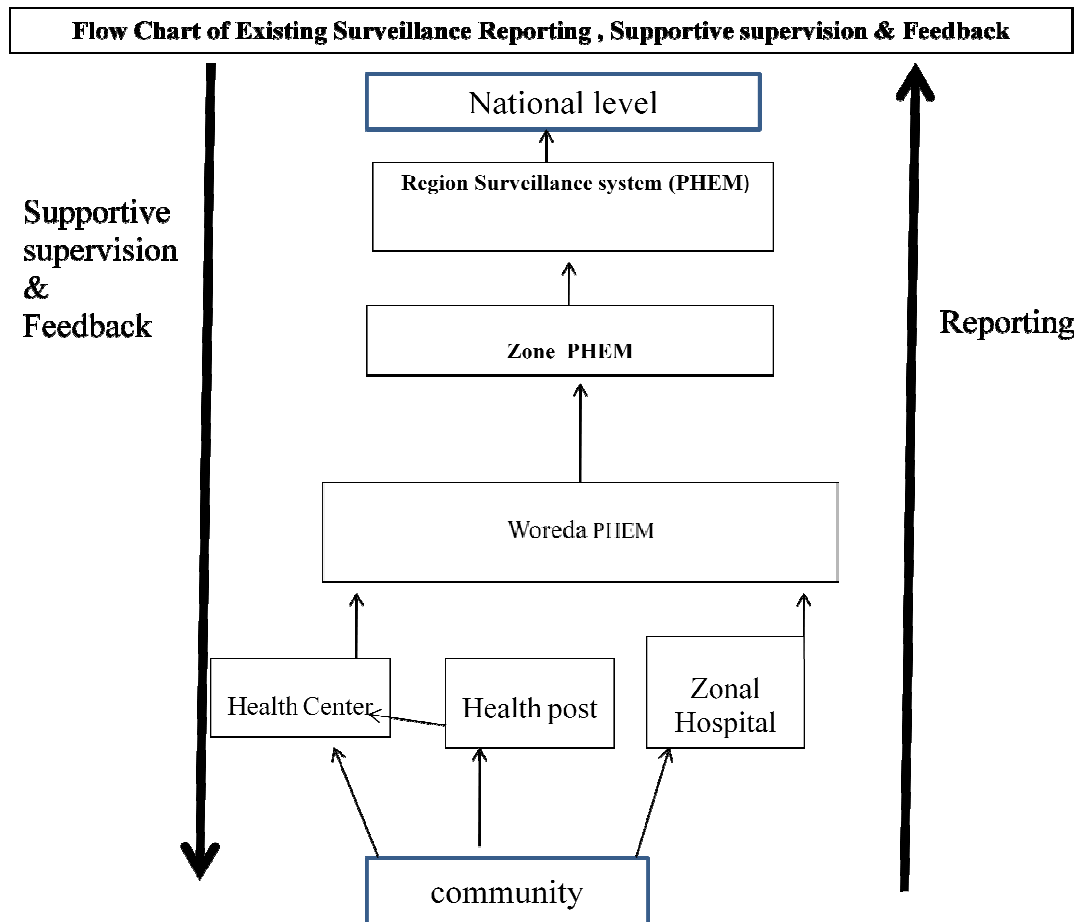 Flow Chart of Existing Surveillance Reporting , Supportive supervision & Feedback
National level
Region Surveillance system (PHEM)
Supportive
supervision
&
Feedback
Reporting
Zone PHEM
Woreda PHEM
Health Center
Health post
Zonal
Hospital
community